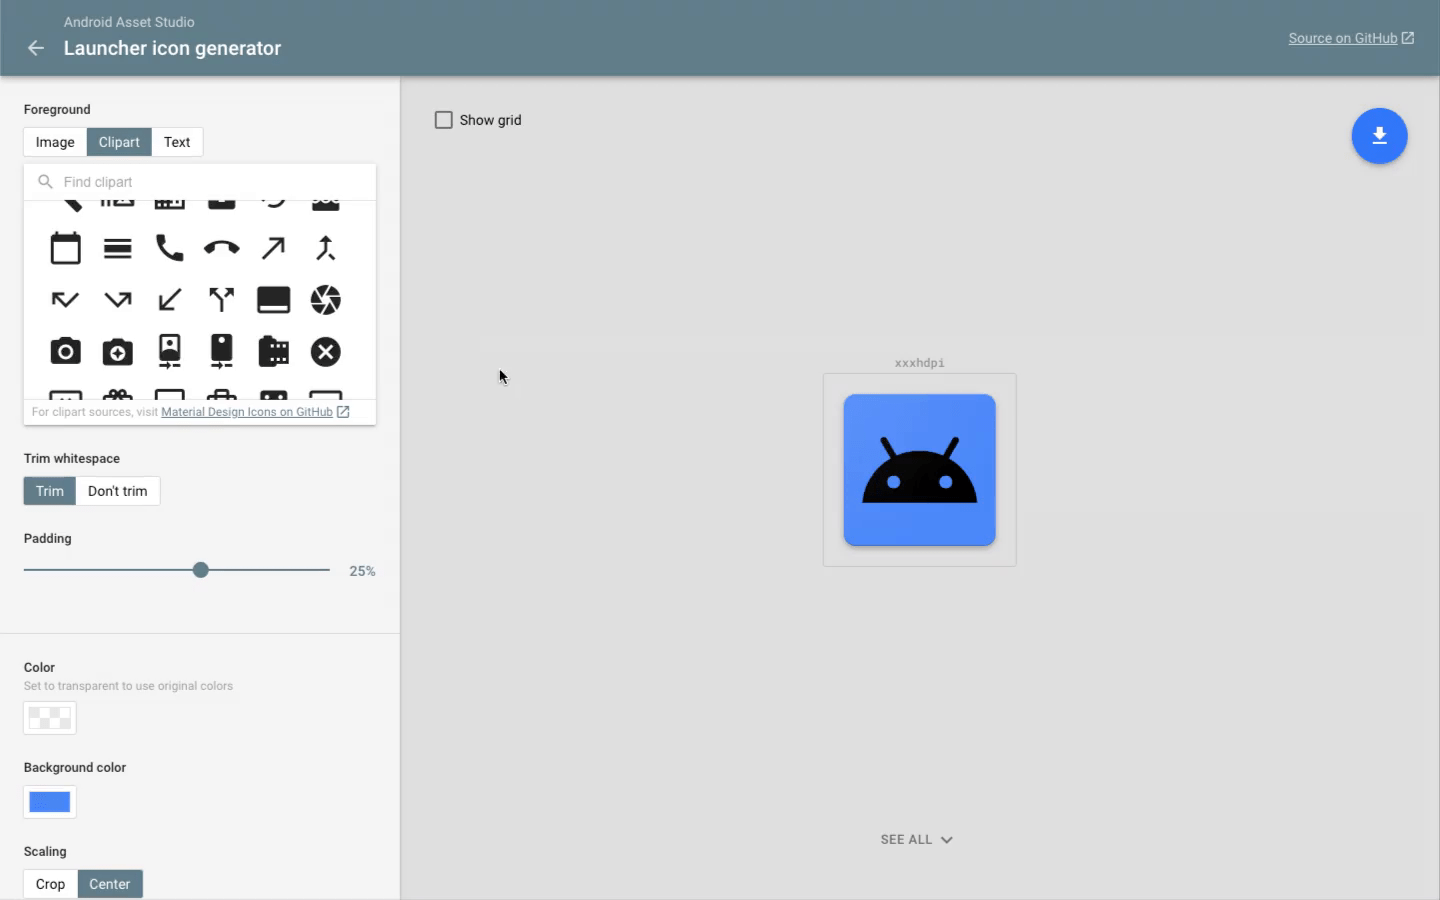 Android Asset Studio
Launcher icon generator
Source on GitHub
Foreground
Image Clipart Text
Find clipart
For clipart sources, visit Material Design Icons on GitHub
Trim whitespace
Trim Don't trim
Padding
25%
Color
Set to transparent to use original colors
Background color
Scaling
Crop Center
Show grid
xxxhdpi
SEE ALL